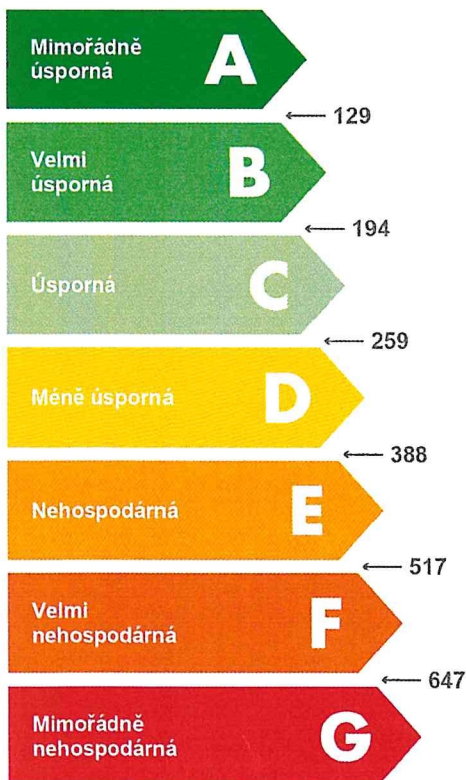 Mimořádně
úsporná
A
← 129
Velmi
úsporná
B
← 194
Úsporná
C
← 259
Méně úsporná
D
← 388
Nehospodárná
E
← 517
Velmi
nehospodárná
F
← 647
Mimořádně
nehospodárná
G